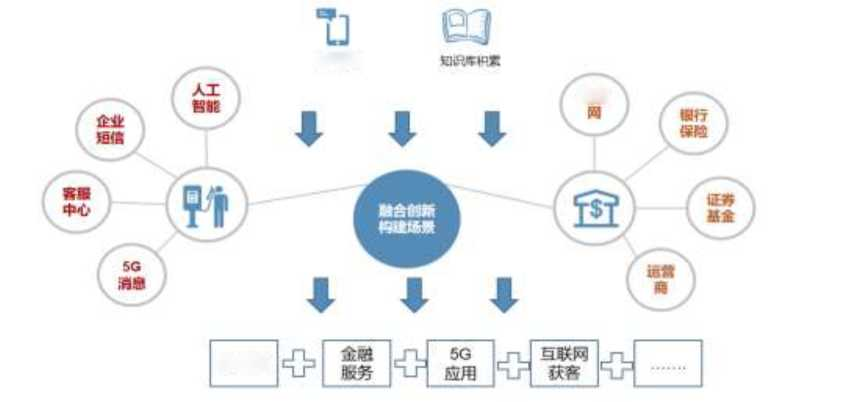 知识库积累
人工
智能
企业
短信
客服
中心
5G
消息
融合创新
构建场景
网
银行
保险
证券
基金
运营
商
金融
服务
5G
应用
互联网
获客
.......